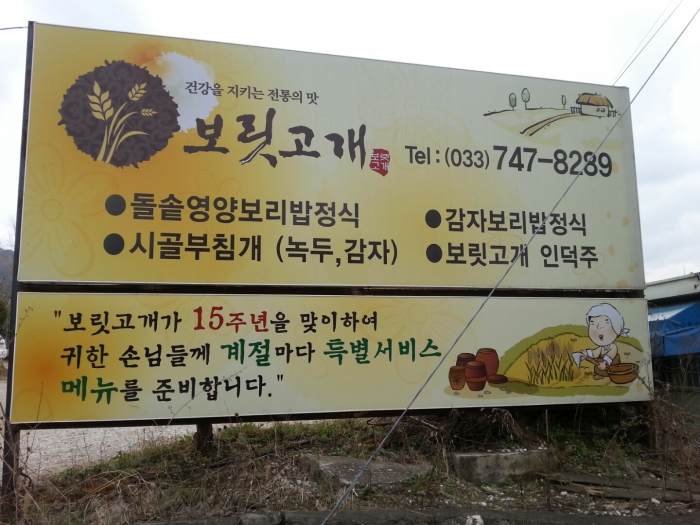 건강을 지키는 전통의 맛
보릿고개
보릿고개
Tel : (033) 747-8289
●돌솥영양보리밥정식
●감자보리밥정식
●시골부침개 (녹두,감자)
●보릿고개 인덕주
"보릿고개가 15주년을 맞이하여
귀한 손님들께 계절마다 특별서비스
메뉴를 준비합니다."